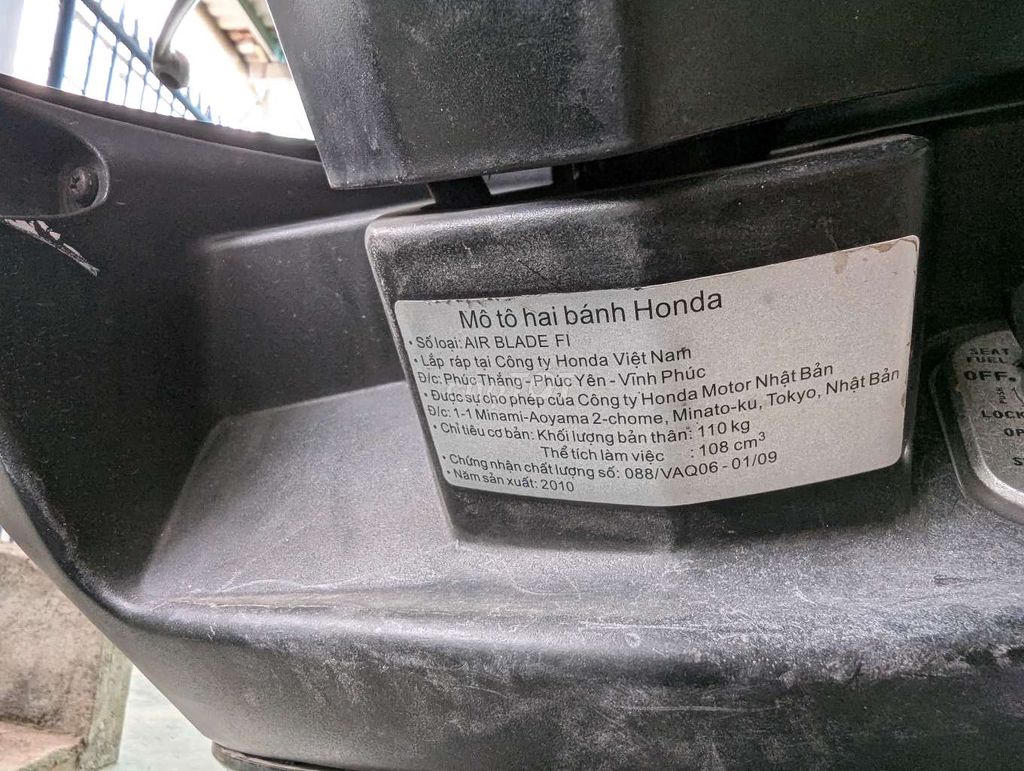 Mô tô hai bánh Honda
• Số loại: AIR BLADE FI
• Lắp ráp tại Công ty Honda Việt Nam
Đ/c: Phúc Thắng - Phúc Yên - Vĩnh Phúc
• Được sự cho phép của Công ty Honda Motor Nhật Bản
Đ/c: 1-1 Minami-Aoyama 2-chome, Minato-ku, Tokyo, Nhật Bản
• Chỉ tiêu cơ bản: Khối lượng bản thân: 110 kg
Thể tích làm việc : 108 cm³
• Chứng nhận chất lượng số: 088/VAQ06 - 01/09
• Năm sản xuất: 2010
SEAT
FUEL
OFF
LOCK